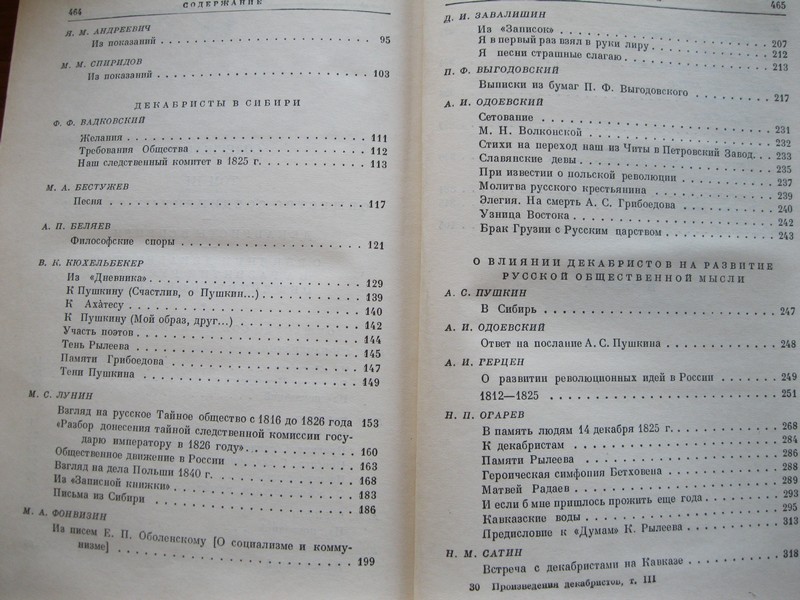 464
СОДЕРЖАНИЕ
Я. М. АНДРЕЕВИЧ
Из показаний 95
М. М. СПИРИДОВ
Из показаний 103
ДЕКАБРИСТЫ В СИБИРИ
Ф. Ф. ВАДКОВСКИЙ
Желания 111
Требования Общества 112
Наш следственный комитет в 1825 г. 113
М. А. БЕСТУЖЕВ
Песня 117
А. П. БЕЛЯЕВ
Философские споры 121
В. К. КЮХЕЛЬБЕКЕР
Из «Дневника» 129
К Пушкину (Счастлив, о Пушкин...) 139
К Ахатесу 140
К Пушкину (Мой образ, друг...) 142
Участь поэтов 144
Тень Рылеева 145
Памяти Грибоедова 147
Тени Пушкина 149
М. С. ЛУНИН
Взгляд на русское Тайное общество с 1816 до 1826 года 153
«Разбор донесения тайной следственной комиссии госу-
дарю императору в 1826 году» 160
Общественное движение в России 163
Взгляд на дела Польши 1840 г. 168
Из «Записной книжки» 183
Письма из Сибири 186
М. А. ФОНВИЗИН
Из писем Е. П. Оболенскому [О социализме и комму-
низме] 199
465
Д. И. ЗАВАЛИШИН
Из «Записок» 207
Я в первый раз взял в руки лиру 212
Я песни страшные слагаю 213
П. Ф. ВЫГОДОВСКИЙ
Выписки из бумаг П. Ф. Выгодовского 217
А. И. ОДОЕВСКИЙ
Сетование 231
М. Н. Волконской 232
Стихи на переход наш из Читы в Петровский Завод 233
Славянские девы 235
При известии о польской революции 237
Молитва русского крестьянина 239
Элегия. На смерть А. С. Грибоедова 240
Узница Востока 242
Брак Грузии с Русским царством 243
О ВЛИЯНИИ ДЕКАБРИСТОВ НА РАЗВИТИЕ
РУССКОЙ ОБЩЕСТВЕННОЙ МЫСЛИ
А. С. ПУШКИН
В Сибирь 247
А. И. ОДОЕВСКИЙ
Ответ на послание А. С. Пушкина 248
А. И. ГЕРЦЕН
О развитии революционных идей в России 249
1812—1825 251
Н. П. ОГАРЕВ
В память людям 14 декабря 1825 г. 268
К декабристам 284
Памяти Рылеева 286
Героическая симфония Бетховена 288
Матвей Радаев 289
И если б мне пришлось прожить еще года 293
Кавказские воды 295
Предисловие к «Думам» К. Рылеева 313
Н. М. САТИН
Встреча с декабристами на Кавказе 318
30 Произведения декабристов, т. III